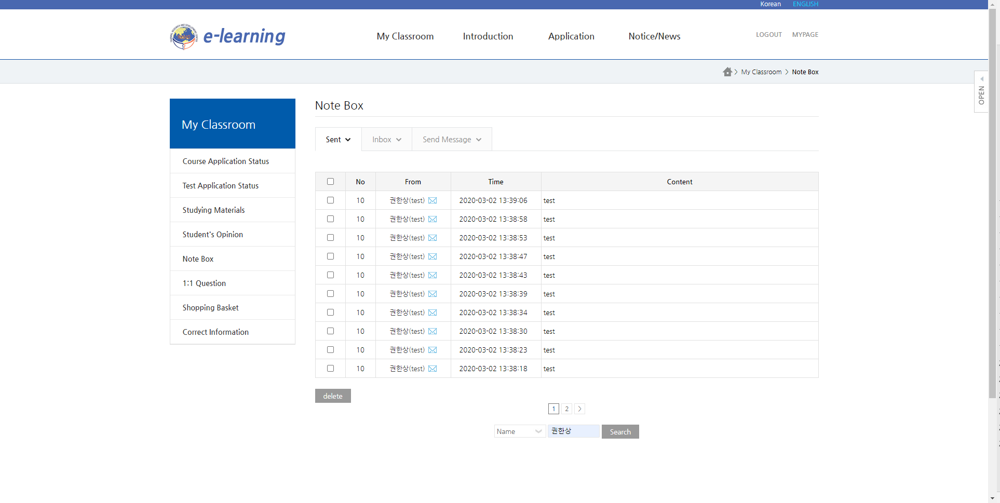 Korean ENGLISH
e-learning
My Classroom Introduction Application Notice/News
LOGOUT MYPAGE
My Classroom Note Box
OPEN
My Classroom
Course Application Status
Test Application Status
Studying Materials
Student's Opinion
Note Box
1:1 Question
Shopping Basket
Correct Information
Note Box
Sent Inbox Send Message
No From Time Content
10 권한상(test) 2020-03-02 13:39:06 test
10 권한상(test) 2020-03-02 13:38:58 test
10 권한상(test) 2020-03-02 13:38:53 test
10 권한상(test) 2020-03-02 13:38:47 test
10 권한상(test) 2020-03-02 13:38:43 test
10 권한상(test) 2020-03-02 13:38:39 test
10 권한상(test) 2020-03-02 13:38:34 test
10 권한상(test) 2020-03-02 13:38:30 test
10 권한상(test) 2020-03-02 13:38:23 test
10 권한상(test) 2020-03-02 13:38:18 test
delete
1 2 >
Name 권한상 Search